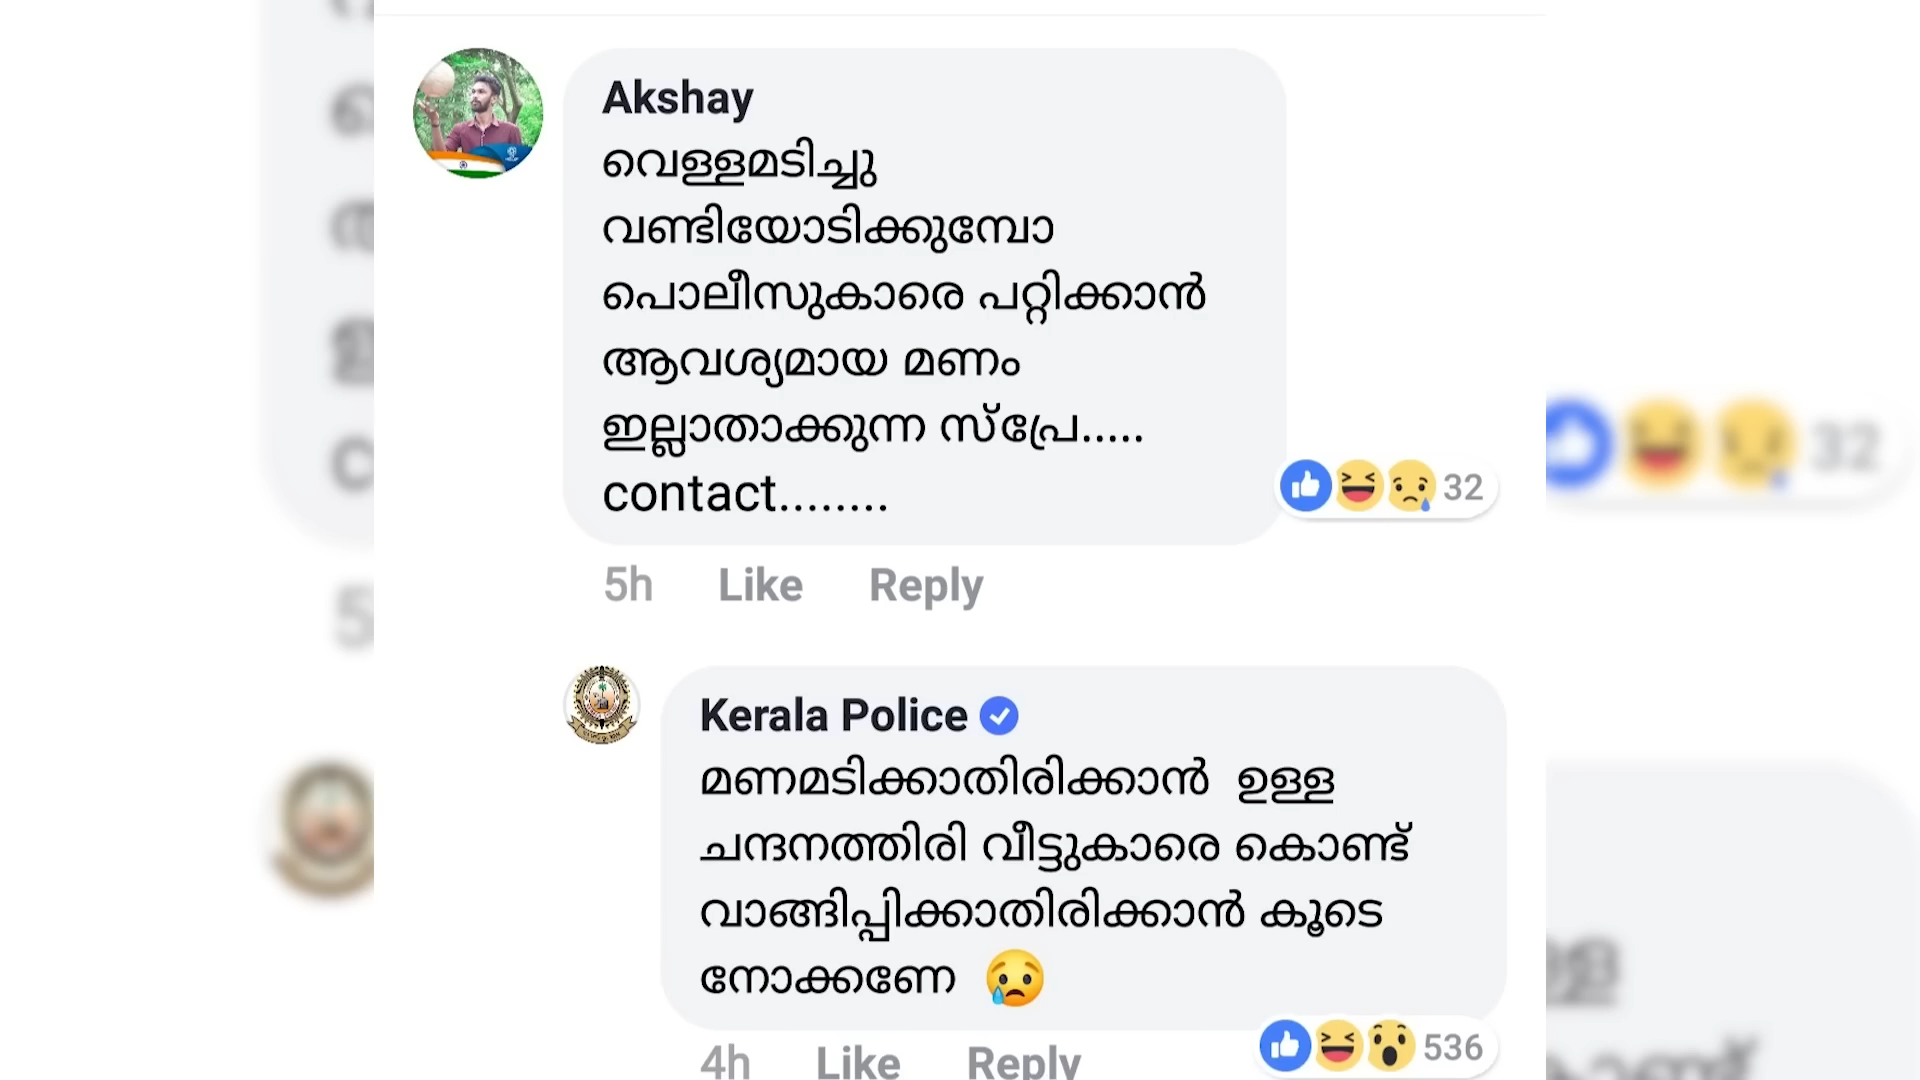 Akshay
വെള്ളമടിച്ചു
വണ്ടിയോടിക്കുമ്പോ
പൊലീസുകാരെ പറ്റിക്കാൻ
ആവശ്യമായ മണം
ഇല്ലാതാക്കുന്ന സ്പ്രേ.....
contact........
32
5h Like Reply
Kerala Police
മണമടിക്കാതിരിക്കാൻ ഉള്ള
ചന്ദനത്തിരി വീട്ടുകാരെ കൊണ്ട്
വാങ്ങിപ്പിക്കാതിരിക്കാൻ കൂടെ
നോക്കണേ 😢
536
4h Like Reply